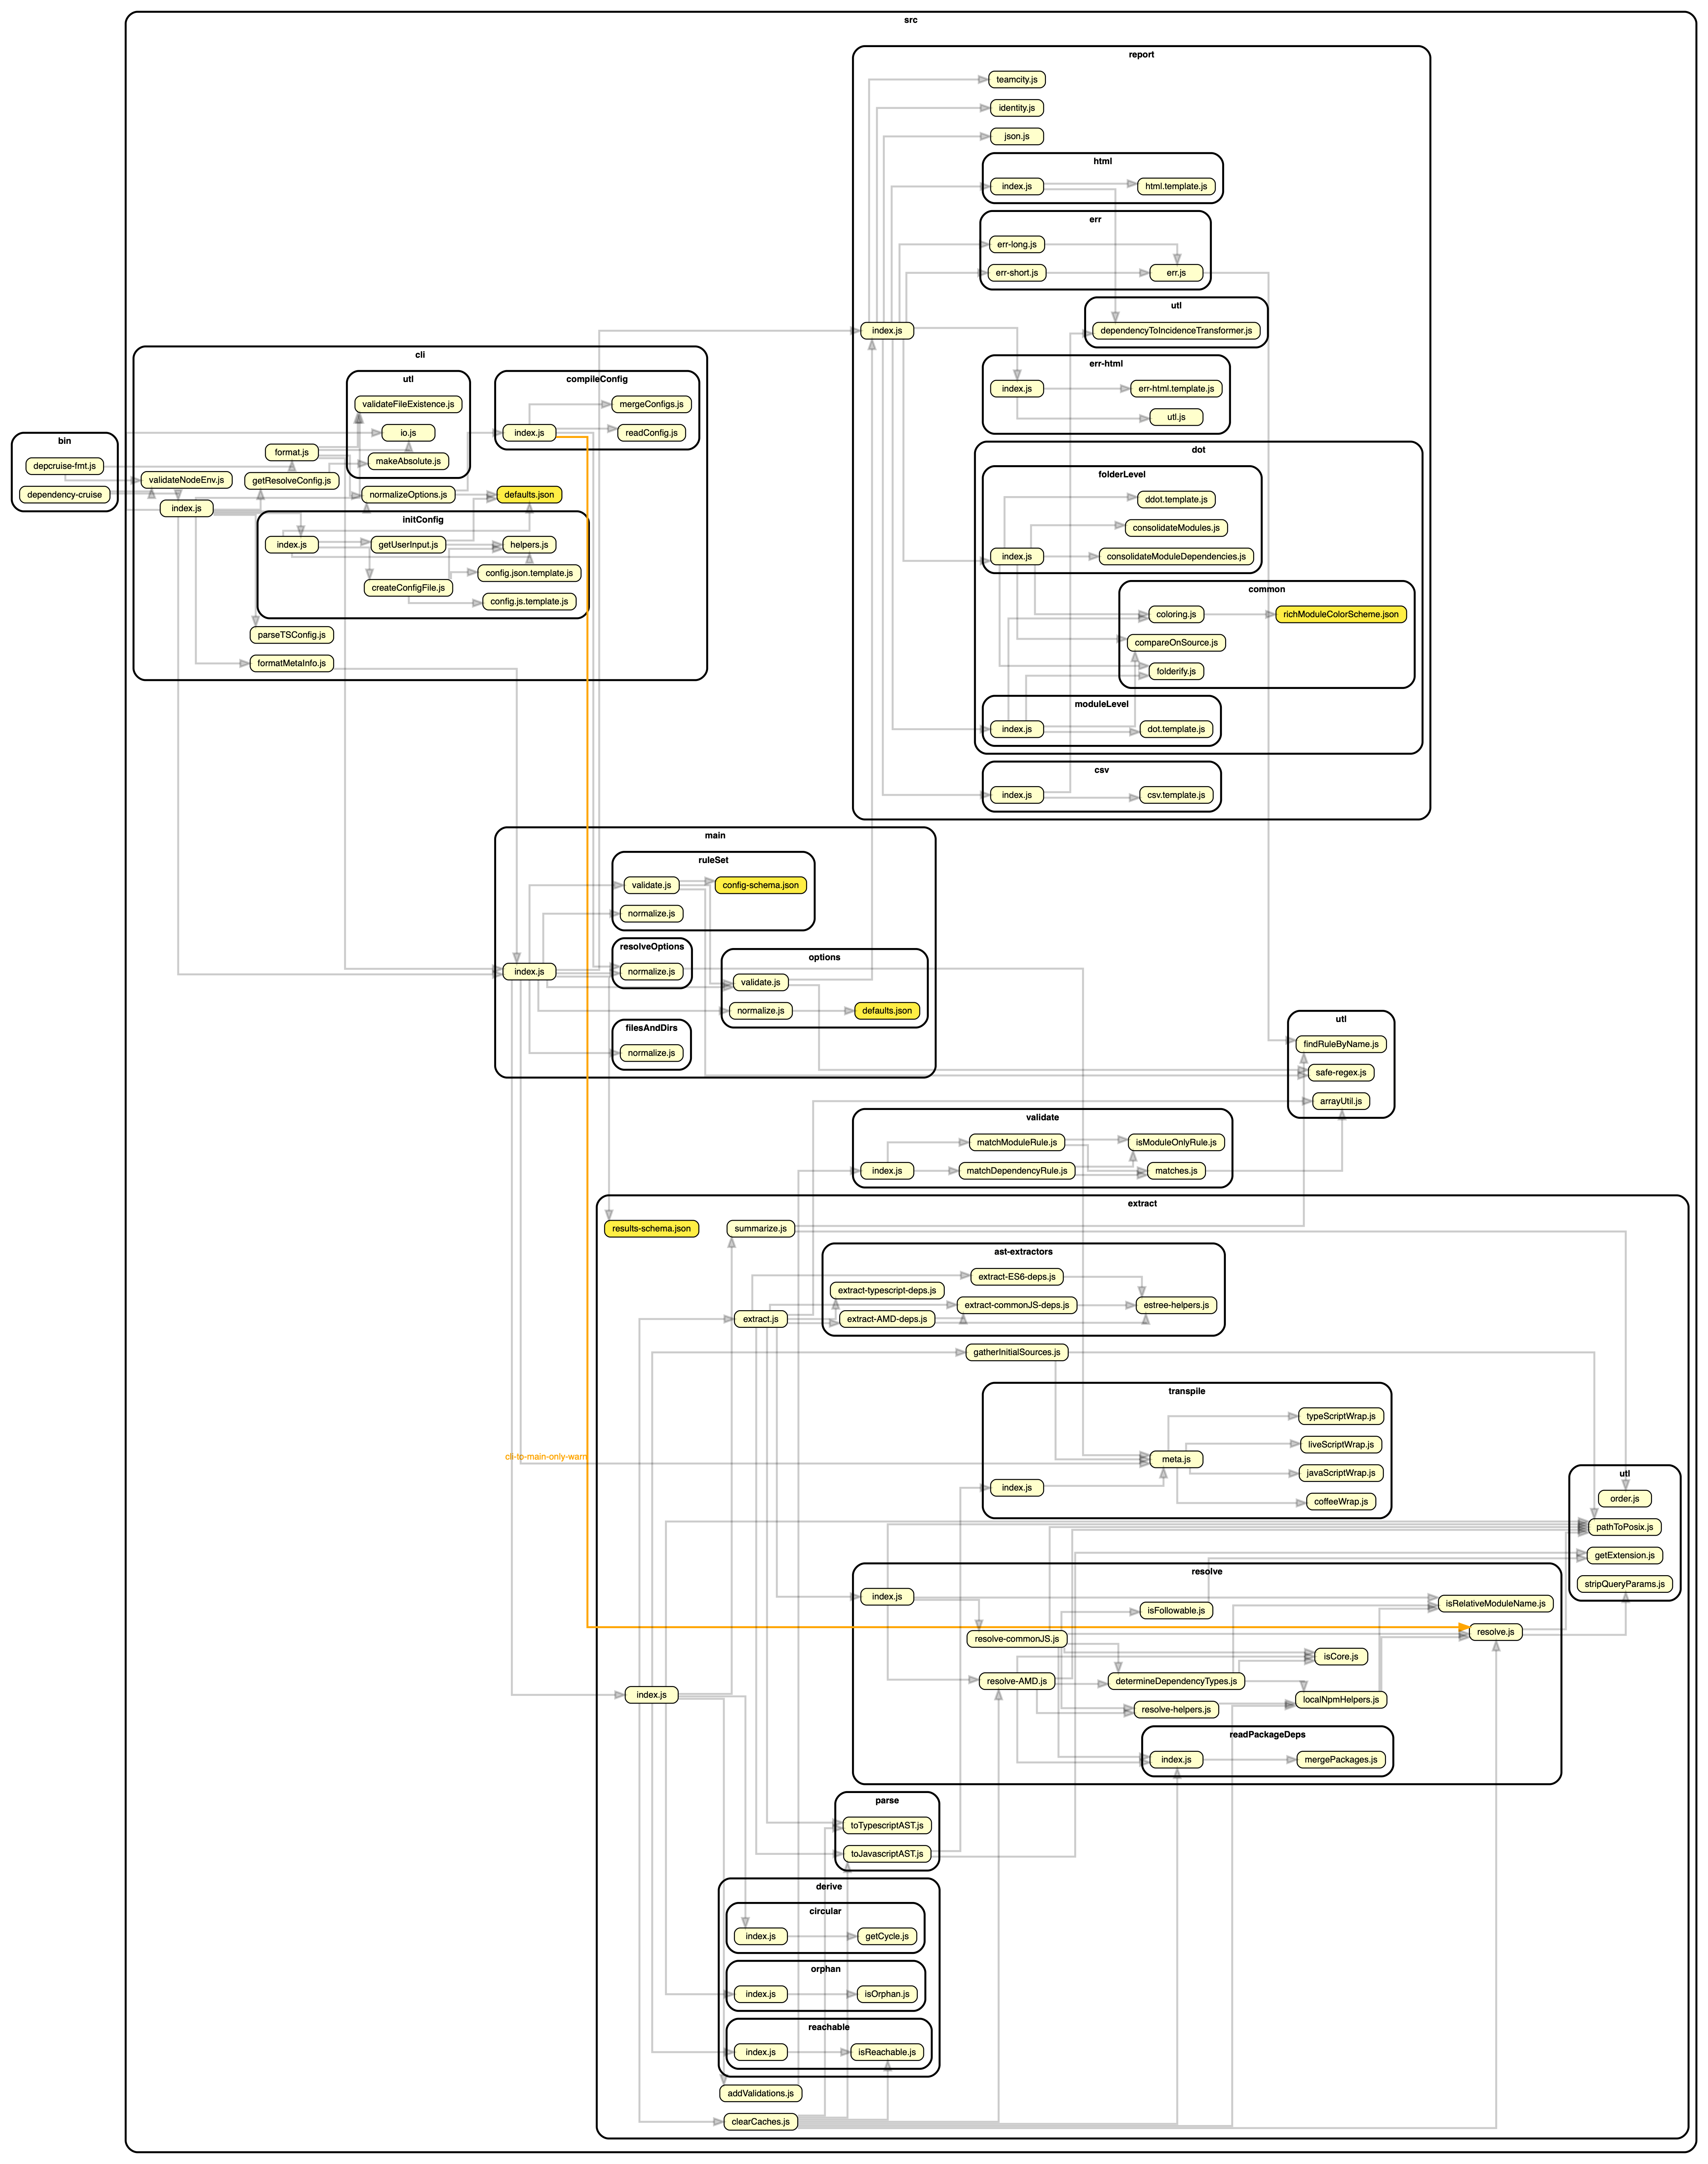 src
report
teamcity.js
identity.js
json.js
html
index.js
html.template.js
err
err-long.js
err-short.js
err.js
utl
index.js
dependencyToIncidenceTransformer.js
err-html
index.js
err-html.template.js
utl.js
dot
folderLevel
ddot.template.js
consolidateModules.js
index.js
consolidateModuleDependencies.js
common
coloring.js
richModuleColorScheme.json
compareOnSource.js
folderify.js
moduleLevel
index.js
dot.template.js
csv
index.js
csv.template.js
cli
utl
validateFileExistence.js
io.js
makeAbsolute.js
compileConfig
mergeConfigs.js
index.js
readConfig.js
bin
depcruise-fmt.js
dependency-cruise
format.js
validateNodeEnv.js
getResolveConfig.js
index.js
normalizeOptions.js
defaults.json
initConfig
index.js
getUserInput.js
helpers.js
config.json.template.js
createConfigFile.js
config.js.template.js
parseTSConfig.js
formatMetaInfo.js
main
ruleSet
validate.js
config-schema.json
normalize.js
resolveOptions
index.js
normalize.js
options
validate.js
normalize.js
defaults.json
filesAndDirs
normalize.js
utl
findRuleByName.js
safe-regex.js
arrayUtil.js
validate
matchModuleRule.js
isModuleOnlyRule.js
index.js
matchDependencyRule.js
matches.js
extract
results-schema.json
summarize.js
ast-extractors
extract-ES6-deps.js
extract-typescript-deps.js
extract-commonJS-deps.js
estree-helpers.js
extract.js
extract-AMD-deps.js
gatherInitialSources.js
transpile
typeScriptWrap.js
liveScriptWrap.js
meta.js
javaScriptWrap.js
index.js
coffeeWrap.js
cli-to-main-only-warn
utl
order.js
pathToPosix.js
getExtension.js
stripQueryParams.js
resolve
index.js
isFollowable.js
isRelativeModuleName.js
resolve-commonJS.js
resolve.js
isCore.js
resolve-AMD.js
determineDependencyTypes.js
localNpmHelpers.js
resolve-helpers.js
index.js
readPackageDeps
index.js
mergePackages.js
parse
toTypescriptAST.js
toJavascriptAST.js
derive
circular
index.js
getCycle.js
orphan
index.js
isOrphan.js
reachable
index.js
isReachable.js
addValidations.js
clearCaches.js